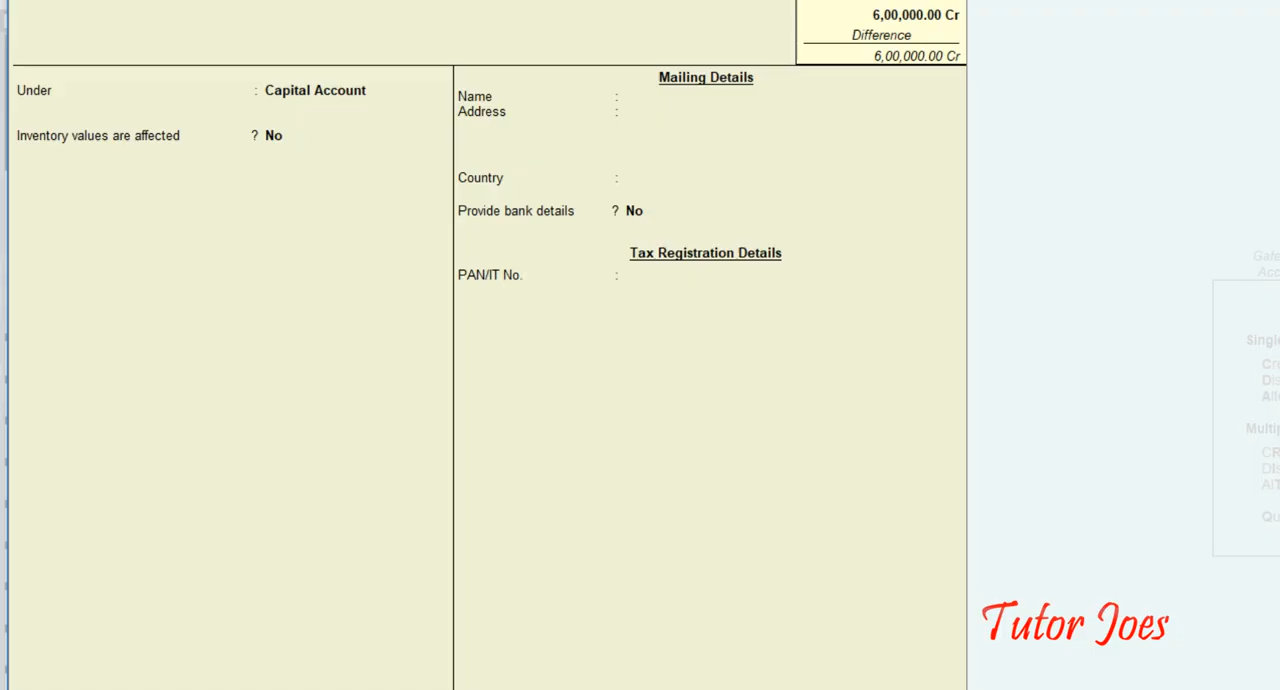 6,00,000.00 Cr
Difference
6,00,000.00 Cr
Mailing Details
Under : Capital Account
Name :
Address :
Inventory values are affected ? No
Country :
Provide bank details ? No
Tax Registration Details
PAN/IT No. :
Tutor Joes